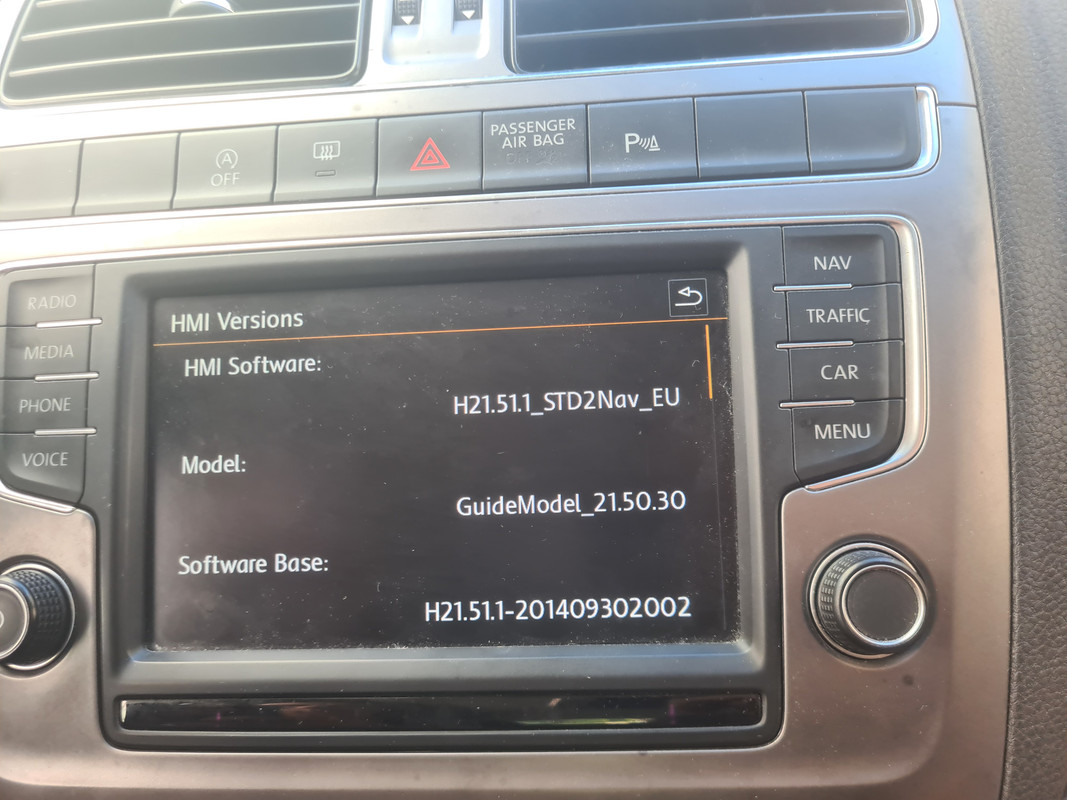 PASSENGER
AIR BAG
OFF
P
RADIO
MEDIA
PHONE
VOICE
HMI Versions
HMI Software:
H21.51.1_STD2Nav_EU
Model:
GuideModel_21.50.30
Software Base:
H21.51.1-201409302002
NAV
TRAFFIC
CAR
MENU